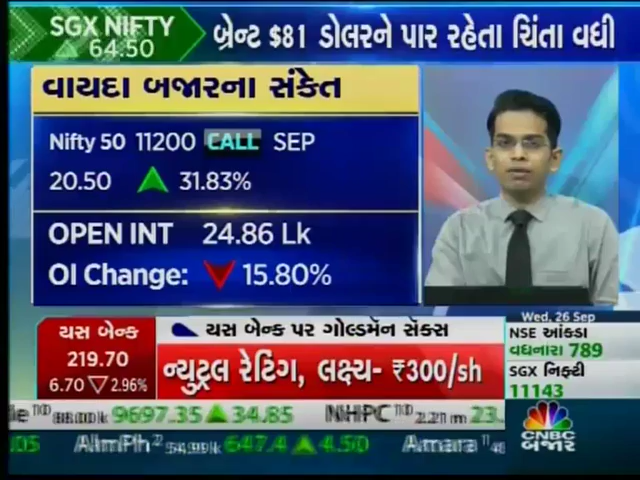 SGX NIFTY
▲ 64.50
બ્રેન્ટ $81 ડોલરને પાર રહેતા ચિંતા વધી
વાયદા બજારના સંકેત
Nifty 50 11200 CALL SEP
20.50 ▲ 31.83%
OPEN INT 24.86 Lk
OI Change: ▼ 15.80%
Wed, 26 Sep
યસ બેન્ક
219.70
6.70 ▽ 2.96%
યસ બેન્ક પર ગોલ્ડમૅન સૅક્સ
ન્યુટ્રલ રેટિંગ, લક્ષ્ય- ₹300/sh
NSE આંકડા
વધનારા 789
SGX નિફ્ટી
11143
9697.35 ▲ 34.85 NHPC 23.
AlmPh 647.4 ▲ 4.50 Amara
CNBC
બજાર